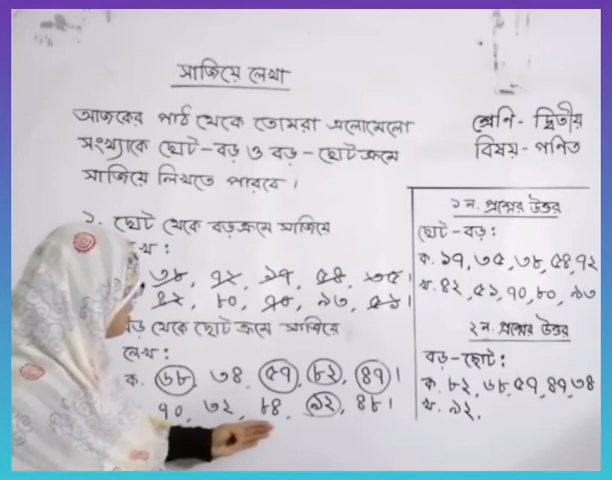 সাজিয়ে লেখা
আজকের পাঠ থেকে তোমরা এলোমেলো
সংখ্যাকে ছোট-বড় ও বড়-ছোটক্রমে
সাজিয়ে লিখতে পারবে।
শ্রেণি- দ্বিতীয়
বিষয়- গণিত
১. ছোট থেকে বড়ক্রমে সাজিয়ে
খ :
৩৮, ৭২, ১৭, ৫৪, ৩৫।
৪২, ৮০, ৭০, ৯৩, ৫১।
বড় থেকে ছোট ক্রমে সাজিয়ে
লেখ :
ক. ৬৮, ৩৪, ৫৭, ৮২, ৪৭।
৭০, ৩২, ৮৪, ৯২, ৪৮।
১ ন. প্রশ্নের উত্তর
ছোট-বড় :
ক. ১৭, ৩৫, ৩৮, ৫৪, ৭২
খ. ৪২, ৫১, ৭০, ৮০, ৯৩
২ ন. প্রশ্নের উত্তর
বড়-ছোট :
ক. ৮২, ৬৮, ৫৭, ৪৭, ৩৪
খ. ৯২,